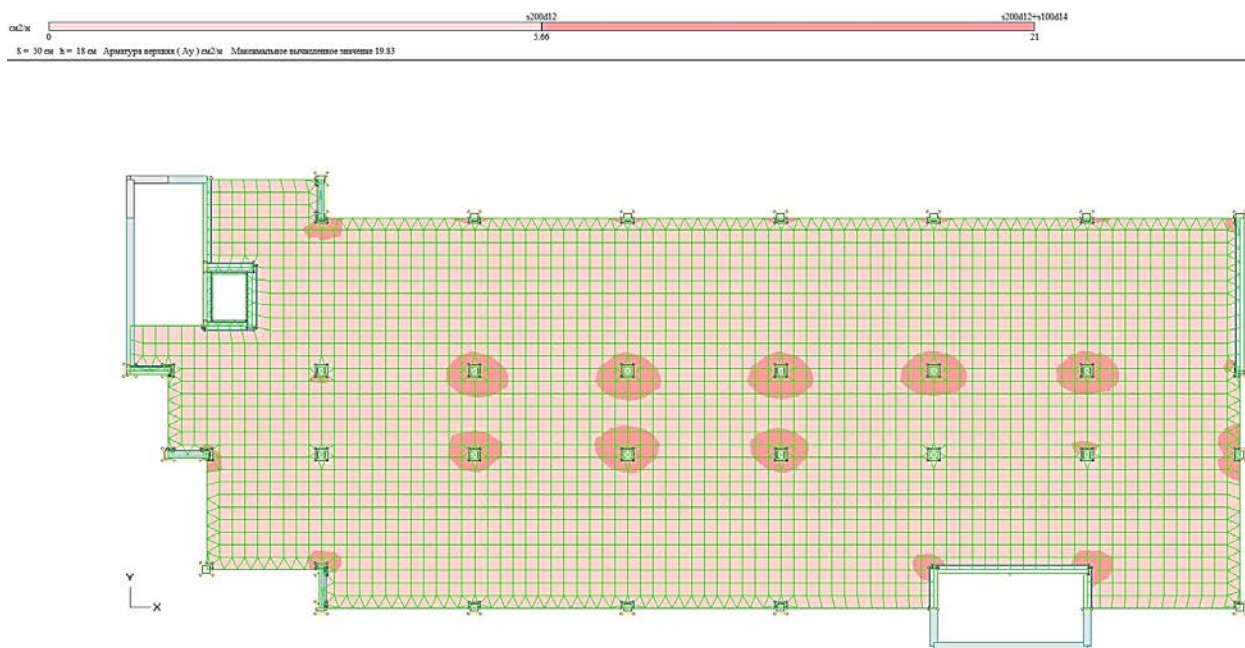 s200d12 s200d12+s100d14
см2/м
0 5.66 21
S = 30 см h = 18 см Арматура верхняя ( Ay ) см2/м Максимальное вычисленное значение 19.83
Y
X